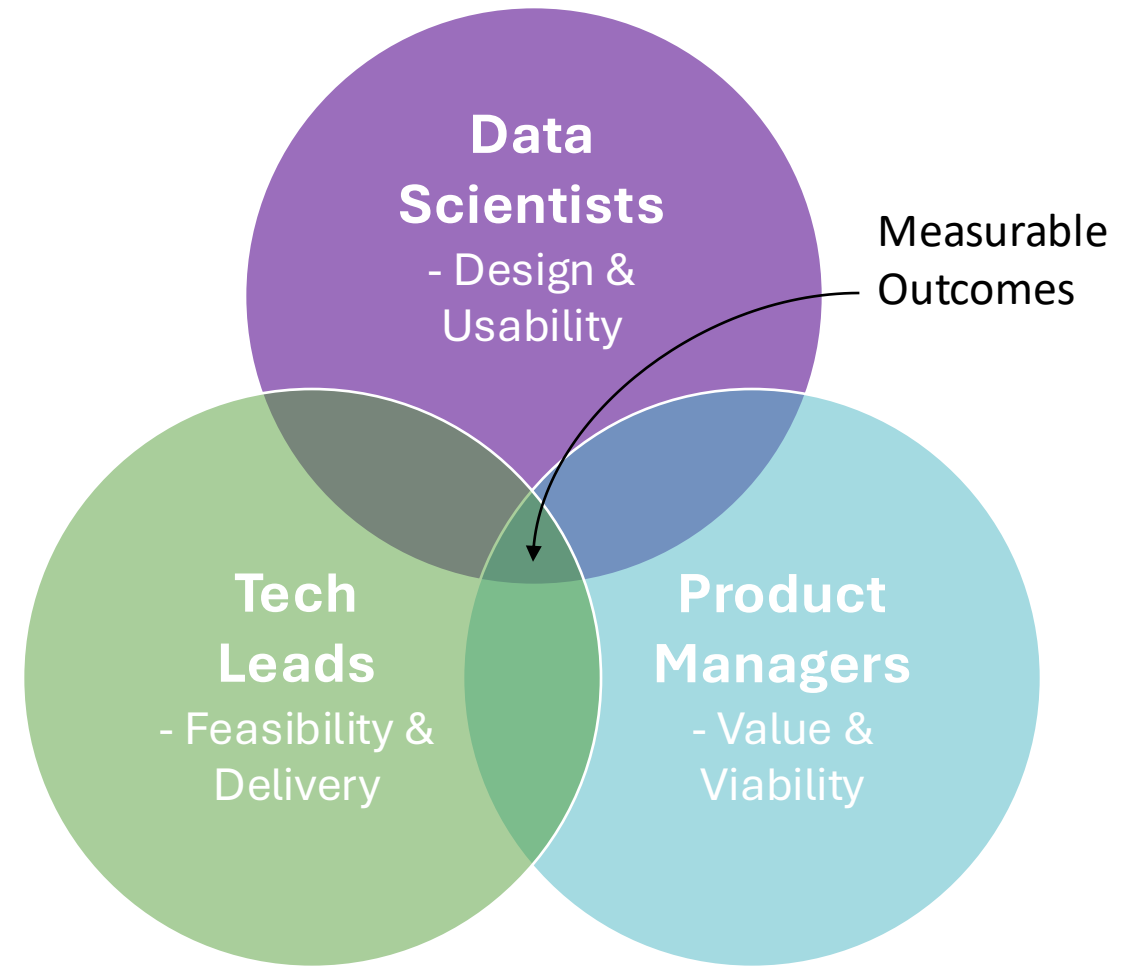 Data
Scientists
- Design &
Usability
Measurable
Outcomes
Tech
Leads
- Feasibility &
Delivery
Product
Managers
- Value &
Viability